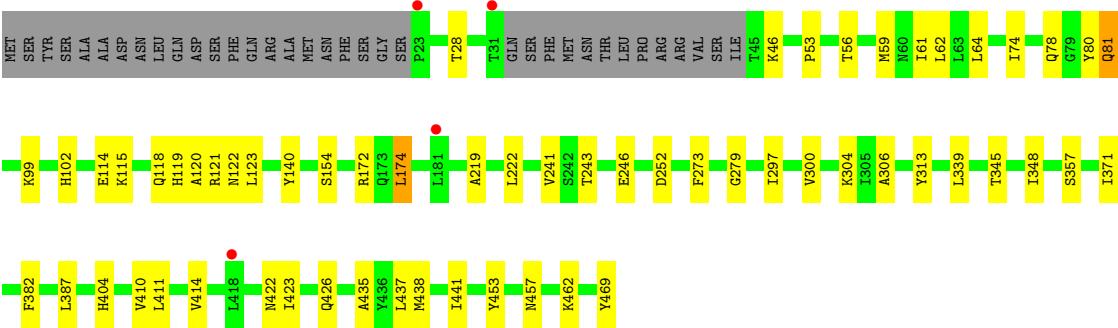 MET SER TYR SER ALA ALA ASP ASN LEU GLN ASP SER PHE GLN ARG ALA MET ASN PHE SER GLY SER P23 T28 T31 GLN SER PHE MET ASN THR LEU PRO ARG ARG VAL SER ILE T45 K46 P53 T56 M59 N60 I61 L62 L63 L64 I74 Q78 G79 Y80 Q81
K99 H102 E114 K115 Q118 H119 A120 R121 N122 L123 Y140 S154 R172 Q173 L174 L181 A219 L222 V241 S242 T243 E246 D252 F273 G279 I297 V300 K304 I305 A306 Y313 L339 T345 I348 S357 I371
F382 L387 H404 V410 L411 V414 L418 N422 I423 Q426 A435 Y436 L437 M438 I441 Y453 N457 K462 Y469